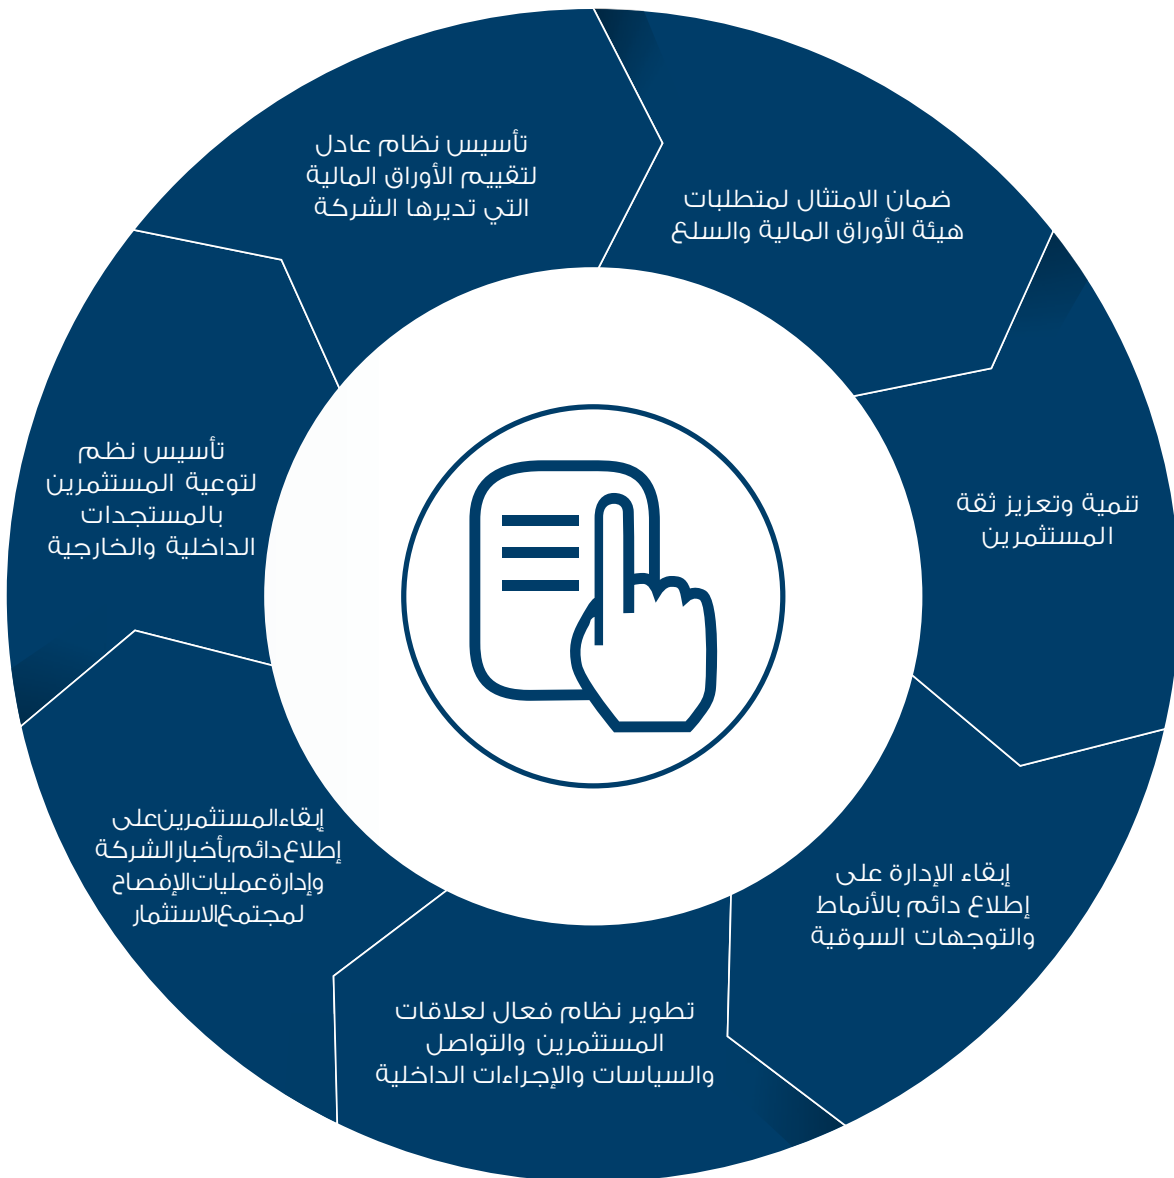 تأسيس نظام عادل
لتقييم الأوراق المالية
التي تديرها الشركة
ضمان الامتثال لمتطلبات
هيئة الأوراق المالية والسلع
تنمية وتعزيز ثقة
المستثمرين
إبقاء الإدارة على
إطلاع دائم بالأنماط
والتوجهات السوقية
تطوير نظام فعال لعلاقات
المستثمرين والتواصل
والسياسات والإجراءات الداخلية
إبقاء المستثمرين على
إطلاع دائم بأخبار الشركة
وإدارة عمليات الإفصاح
لمجتمع الاستثمار
تأسيس نظم
لتوعية المستثمرين
بالمستجدات
الداخلية والخارجية